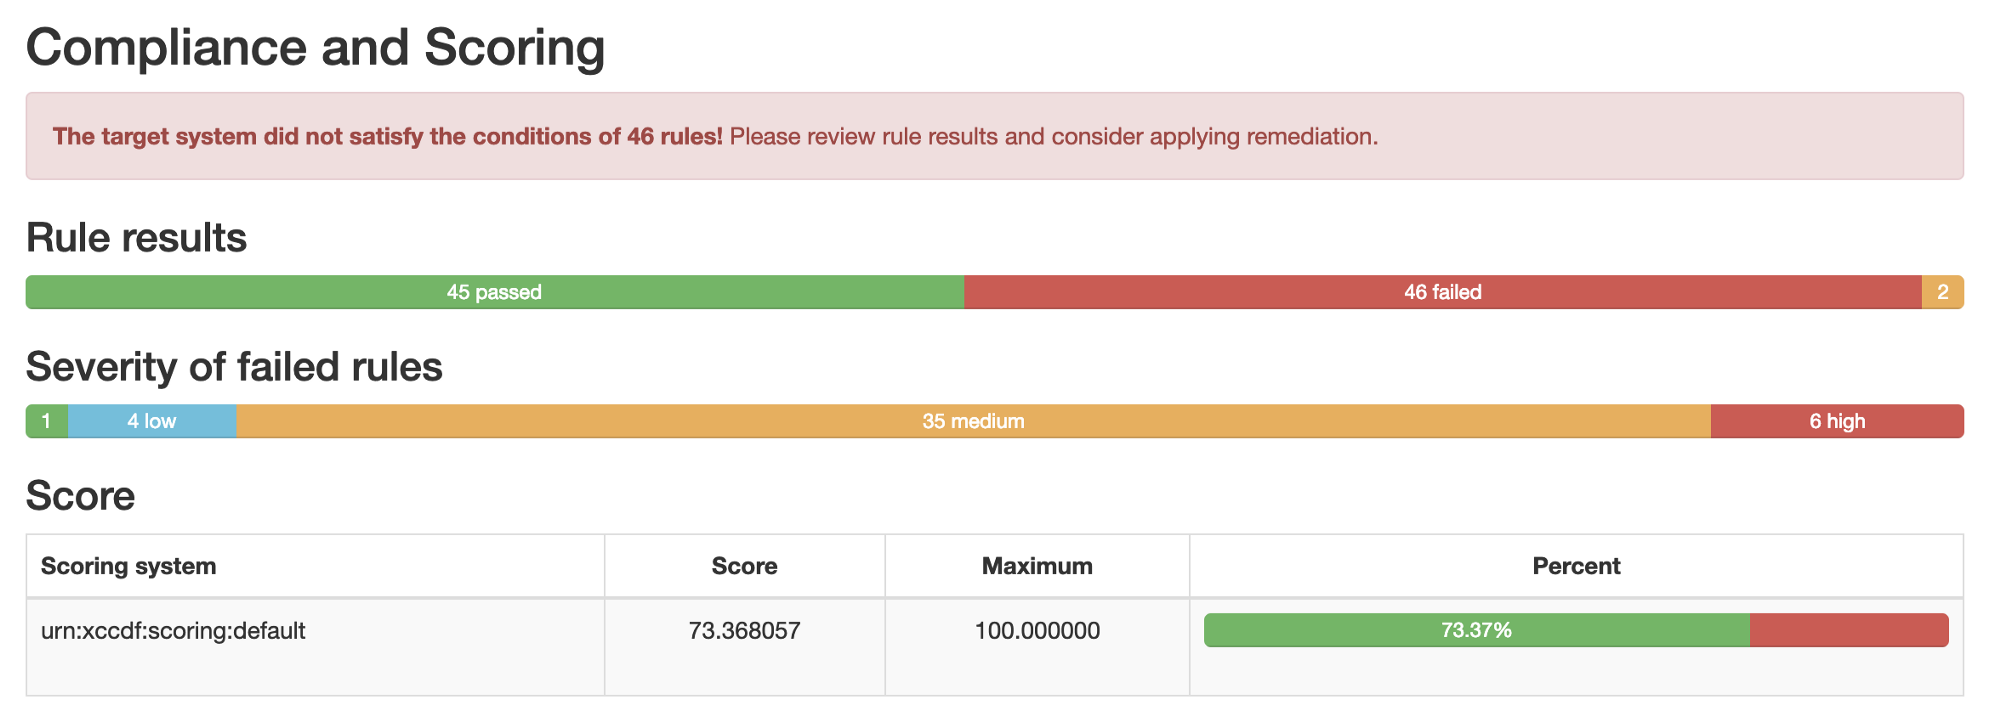 Compliance and Scoring
The target system did not satisfy the conditions of 46 rules! Please review rule results and consider applying remediation.
Rule results
45 passed 46 failed 2
Severity of failed rules
1 4 low 35 medium 6 high
Score
Scoring system Score Maximum Percent
urn:xccdf:scoring:default 73.368057 100.000000 73.37%